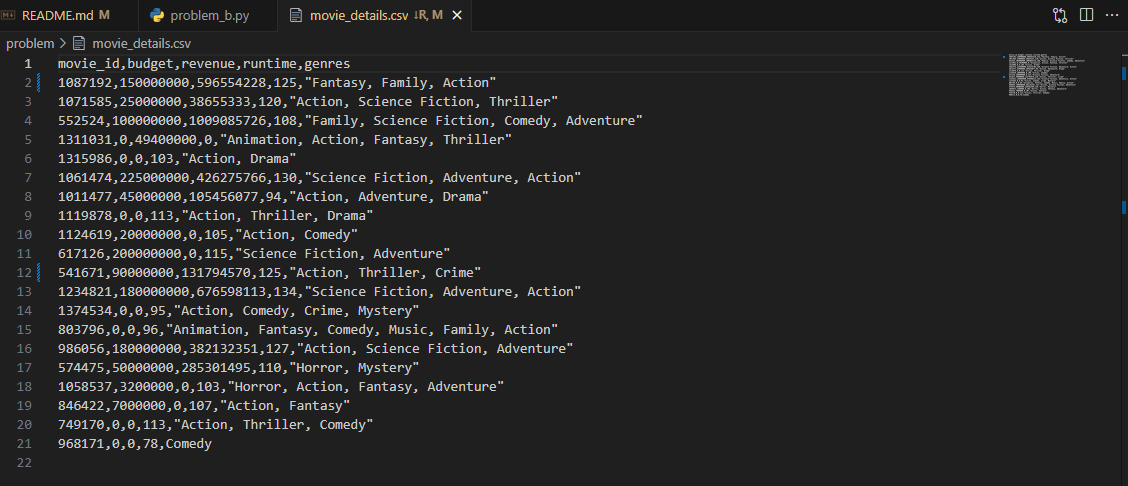 README.md M problem_b.py movie_details.csv ↓R, M
problem > movie_details.csv
1 movie_id,budget,revenue,runtime,genres
2 1087192,150000000,596554228,125,"Fantasy, Family, Action"
3 1071585,25000000,38655333,120,"Action, Science Fiction, Thriller"
4 552524,100000000,1009085726,108,"Family, Science Fiction, Comedy, Adventure"
5 1311031,0,49400000,0,"Animation, Action, Fantasy, Thriller"
6 1315986,0,0,103,"Action, Drama"
7 1061474,225000000,426275766,130,"Science Fiction, Adventure, Action"
8 1011477,45000000,105456077,94,"Action, Adventure, Drama"
9 1119878,0,0,113,"Action, Thriller, Drama"
10 1124619,20000000,0,105,"Action, Comedy"
11 617126,200000000,0,115,"Science Fiction, Adventure"
12 541671,90000000,131794570,125,"Action, Thriller, Crime"
13 1234821,180000000,676598113,134,"Science Fiction, Adventure, Action"
14 1374534,0,0,95,"Action, Comedy, Crime, Mystery"
15 803796,0,0,96,"Animation, Fantasy, Comedy, Music, Family, Action"
16 986056,180000000,382132351,127,"Action, Science Fiction, Adventure"
17 574475,50000000,285301495,110,"Horror, Mystery"
18 1058537,3200000,0,103,"Horror, Action, Fantasy, Adventure"
19 846422,7000000,0,107,"Action, Fantasy"
20 749170,0,0,113,"Action, Thriller, Comedy"
21 968171,0,0,78,Comedy
22